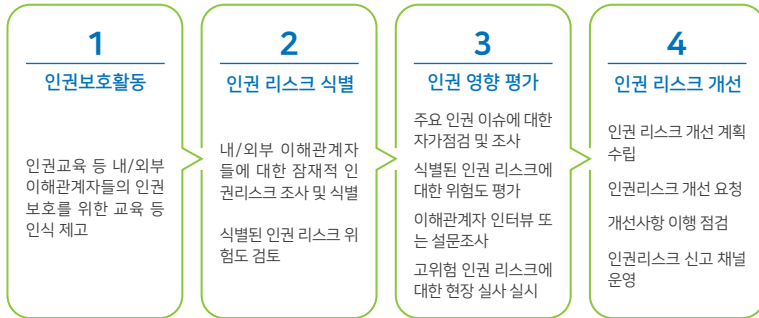 1
인권보호활동
인권교육 등 내/외부
이해관계자들의 인권
보호를 위한 교육 등
인식 제고
2
인권 리스크 식별
내/외부 이해관계자
들에 대한 잠재적 인
권리스크 조사 및 식별
식별된 인권 리스크 위
험도 검토
3
인권 영향 평가
주요 인권 이슈에 대한
자가점검 및 조사
식별된 인권 리스크에
대한 위험도 평가
이해관계자 인터뷰 또
는 설문조사
고위험 인권 리스크에
대한 현장 실사 실시
4
인권 리스크 개선
인권 리스크 개선 계획
수립
인권리스크 개선 요청
개선사항 이행 점검
인권리스크 신고 채널
운영